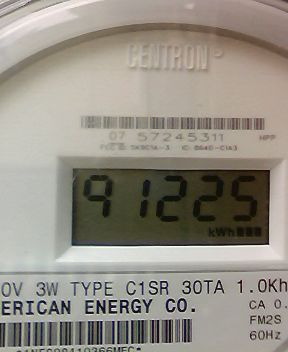 CENTRON®
07 57245311 HPP
91225
kWh
0V 3W TYPE C1SR 30TA 1.0Kh
ERICAN ENERGY CO.
CA 0.
FM2S
60Hz